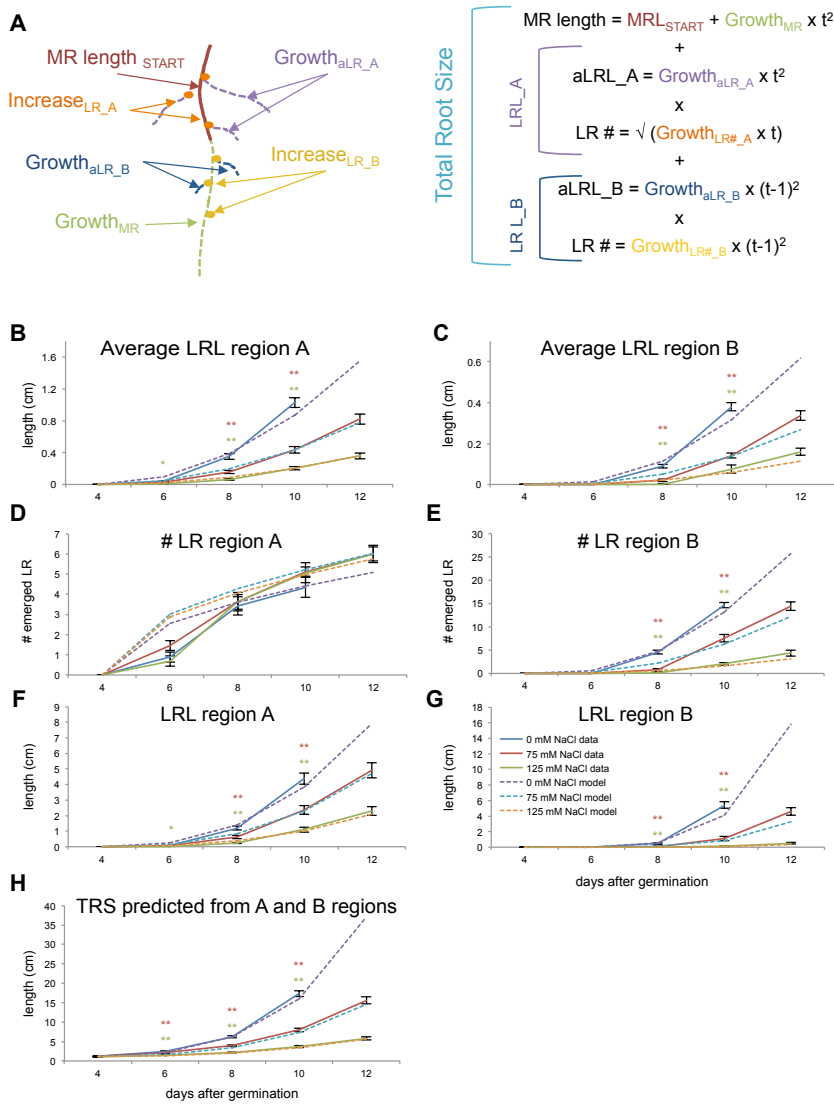 A
MR length START
Growth aLR_A
Increase LR_A
Growth aLR_B
Increase LR_B
Growth MR
Total Root Size
MR length = MRL START + Growth MR x t²
+
LRL_A
aLRL_A = Growth aLR_A x t²
x
LR # = √ (Growth LR#_A x t)
+
LR L_B
aLRL_B = Growth aLR_B x (t-1)²
x
LR # = Growth LR#_B x (t-1)²
B
Average LRL region A
length (cm)
1.6
1.2
0.8
0.4
0
*
**
**
**
**
4 6 8 10 12
C
Average LRL region B
length (cm)
0.6
0.4
0.2
0
**
**
**
**
4 6 8 10 12
D
# LR region A
# emerged LR
7
6
5
4
3
2
1
0
4 6 8 10 12
E
# LR region B
# emerged LR
30
25
20
15
10
5
0
**
**
**
**
4 6 8 10 12
F
LRL region A
length (cm)
9
8
7
6
5
4
3
2
1
0
*
**
**
**
**
4 6 8 10 12
G
LRL region B
length (cm)
18
16
14
12
10
8
6
4
2
0
0 mM NaCl data
75 mM NaCl data
125 mM NaCl data
0 mM NaCl model
75 mM NaCl model
125 mM NaCl model
**
**
**
**
4 6 8 10 12
days after germination
H
TRS predicted from A and B regions
length (cm)
40
35
30
25
20
15
10
5
0
**
**
**
**
**
**
4 6 8 10 12
days after germination